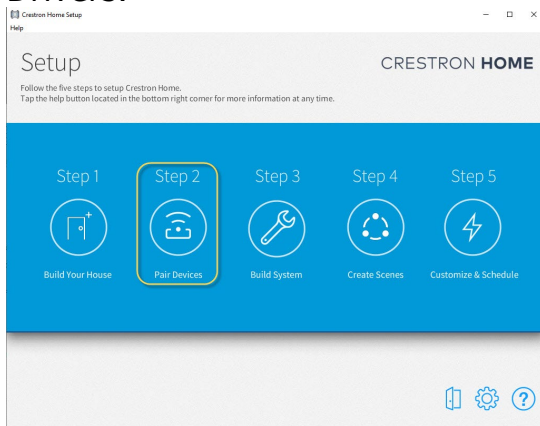 Crestron Home Setup
Help
Setup
CRESTRON HOME
Follow the five steps to setup Crestron Home.
Tap the help button located in the bottom right corner for more information at any time.
Step 1
Step 2
Step 3
Step 4
Step 5
Build Your House
Pair Devices
Build System
Create Scenes
Customize & Schedule
?